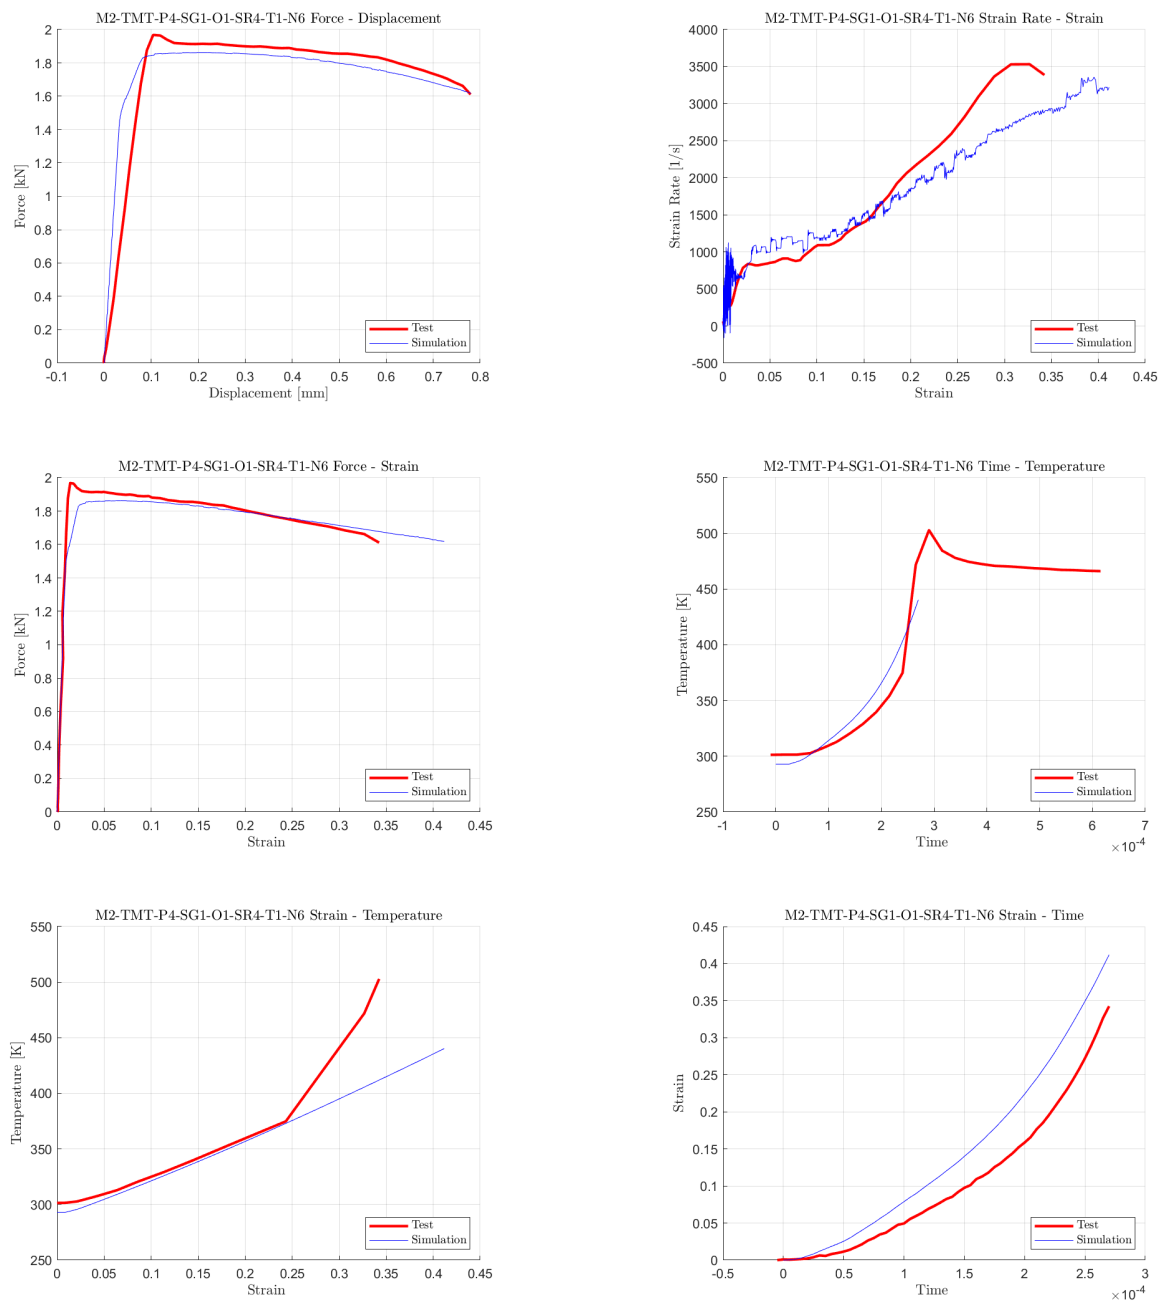 M2-TMT-P4-SG1-O1-SR4-T1-N6 Force - Displacement
2
1.8
1.6
1.4
1.2
1
0.8
0.6
0.4
0.2
0
Force [kN]
Test
Simulation
-0.1 0 0.1 0.2 0.3 0.4 0.5 0.6 0.7 0.8
Displacement [mm]
M2-TMT-P4-SG1-O1-SR4-T1-N6 Strain Rate - Strain
4000
3500
3000
2500
2000
1500
1000
500
0
-500
Strain Rate [1/s]
Test
Simulation
0 0.05 0.1 0.15 0.2 0.25 0.3 0.35 0.4 0.45
Strain
M2-TMT-P4-SG1-O1-SR4-T1-N6 Force - Strain
2
1.8
1.6
1.4
1.2
1
0.8
0.6
0.4
0.2
0
Force [kN]
Test
Simulation
0 0.05 0.1 0.15 0.2 0.25 0.3 0.35 0.4 0.45
Strain
M2-TMT-P4-SG1-O1-SR4-T1-N6 Time - Temperature
550
500
450
400
350
300
250
Temperature [K]
Test
Simulation
-1 0 1 2 3 4 5 6 7
Time
×10-4
M2-TMT-P4-SG1-O1-SR4-T1-N6 Strain - Temperature
550
500
450
400
350
300
250
Temperature [K]
Test
Simulation
0 0.05 0.1 0.15 0.2 0.25 0.3 0.35 0.4 0.45
Strain
M2-TMT-P4-SG1-O1-SR4-T1-N6 Strain - Time
0.45
0.4
0.35
0.3
0.25
0.2
0.15
0.1
0.05
0
Strain
Test
Simulation
-0.5 0 0.5 1 1.5 2 2.5 3
Time
×10-4